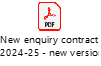 PDF
New enquiry contract
2024-25 - new version